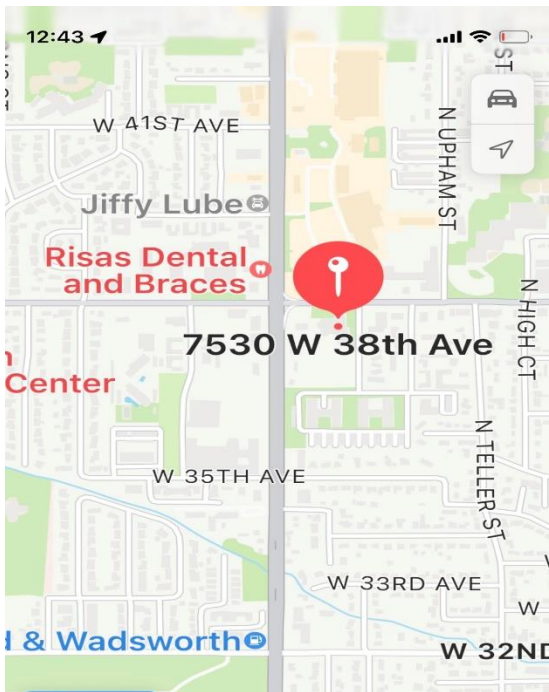 12:43
ST
W 41ST AVE
N UPHAM ST
Jiffy Lube
Risas Dental
and Braces
N HIGH CT
7530 W 38th Ave
Center
N TELLER ST
W 35TH AVE
W 33RD AVE
W
& Wadsworth
W 32ND